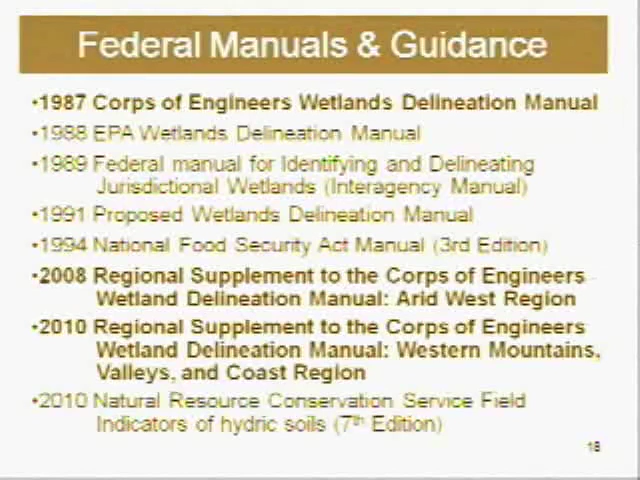 Federal Manuals & Guidance
•1987 Corps of Engineers Wetlands Delineation Manual
•1988 EPA Wetlands Delineation Manual
•1989 Federal manual for Identifying and Delineating
Jurisdictional Wetlands (Interagency Manual)
•1991 Proposed Wetlands Delineation Manual
•1994 National Food Security Act Manual (3rd Edition)
•2008 Regional Supplement to the Corps of Engineers
Wetland Delineation Manual: Arid West Region
•2010 Regional Supplement to the Corps of Engineers
Wetland Delineation Manual: Western Mountains,
Valleys, and Coast Region
•2010 Natural Resource Conservation Service Field
Indicators of hydric soils (7th Edition)
18